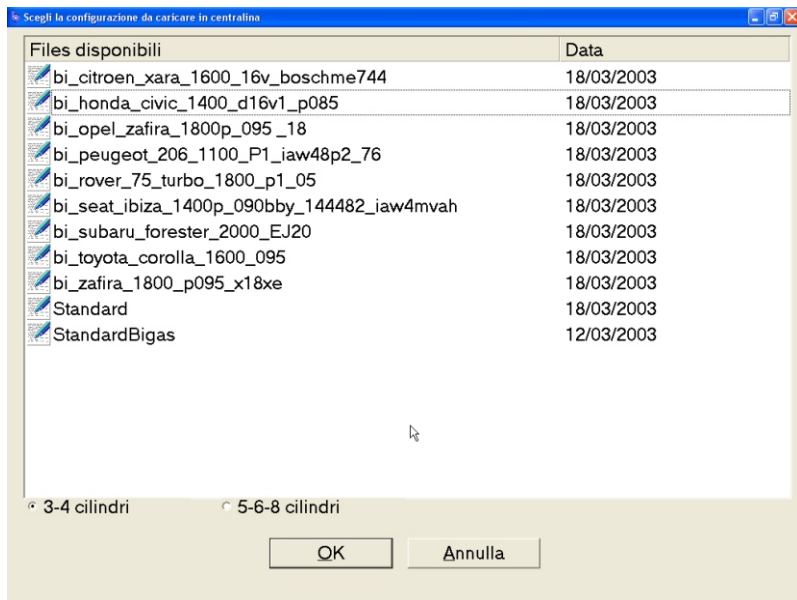 Scegli la configurazione da caricare in centralina
Files disponibili Data
bi_citroen_xara_1600_16v_boschme744 18/03/2003
bi_honda_civic_1400_d16v1_p085 18/03/2003
bi_opel_zafira_1800p_095 _18 18/03/2003
bi_peugeot_206_1100_P1_iaw48p2_76 18/03/2003
bi_rover_75_turbo_1800_p1_05 18/03/2003
bi_seat_ibiza_1400p_090bby_144482_iaw4mvah 18/03/2003
bi_subaru_forester_2000_EJ20 18/03/2003
bi_toyota_corolla_1600_095 18/03/2003
bi_zafira_1800_p095_x18xe 18/03/2003
Standard 18/03/2003
StandardBigas 12/03/2003
3-4 cilindri 5-6-8 cilindri
OK Annulla